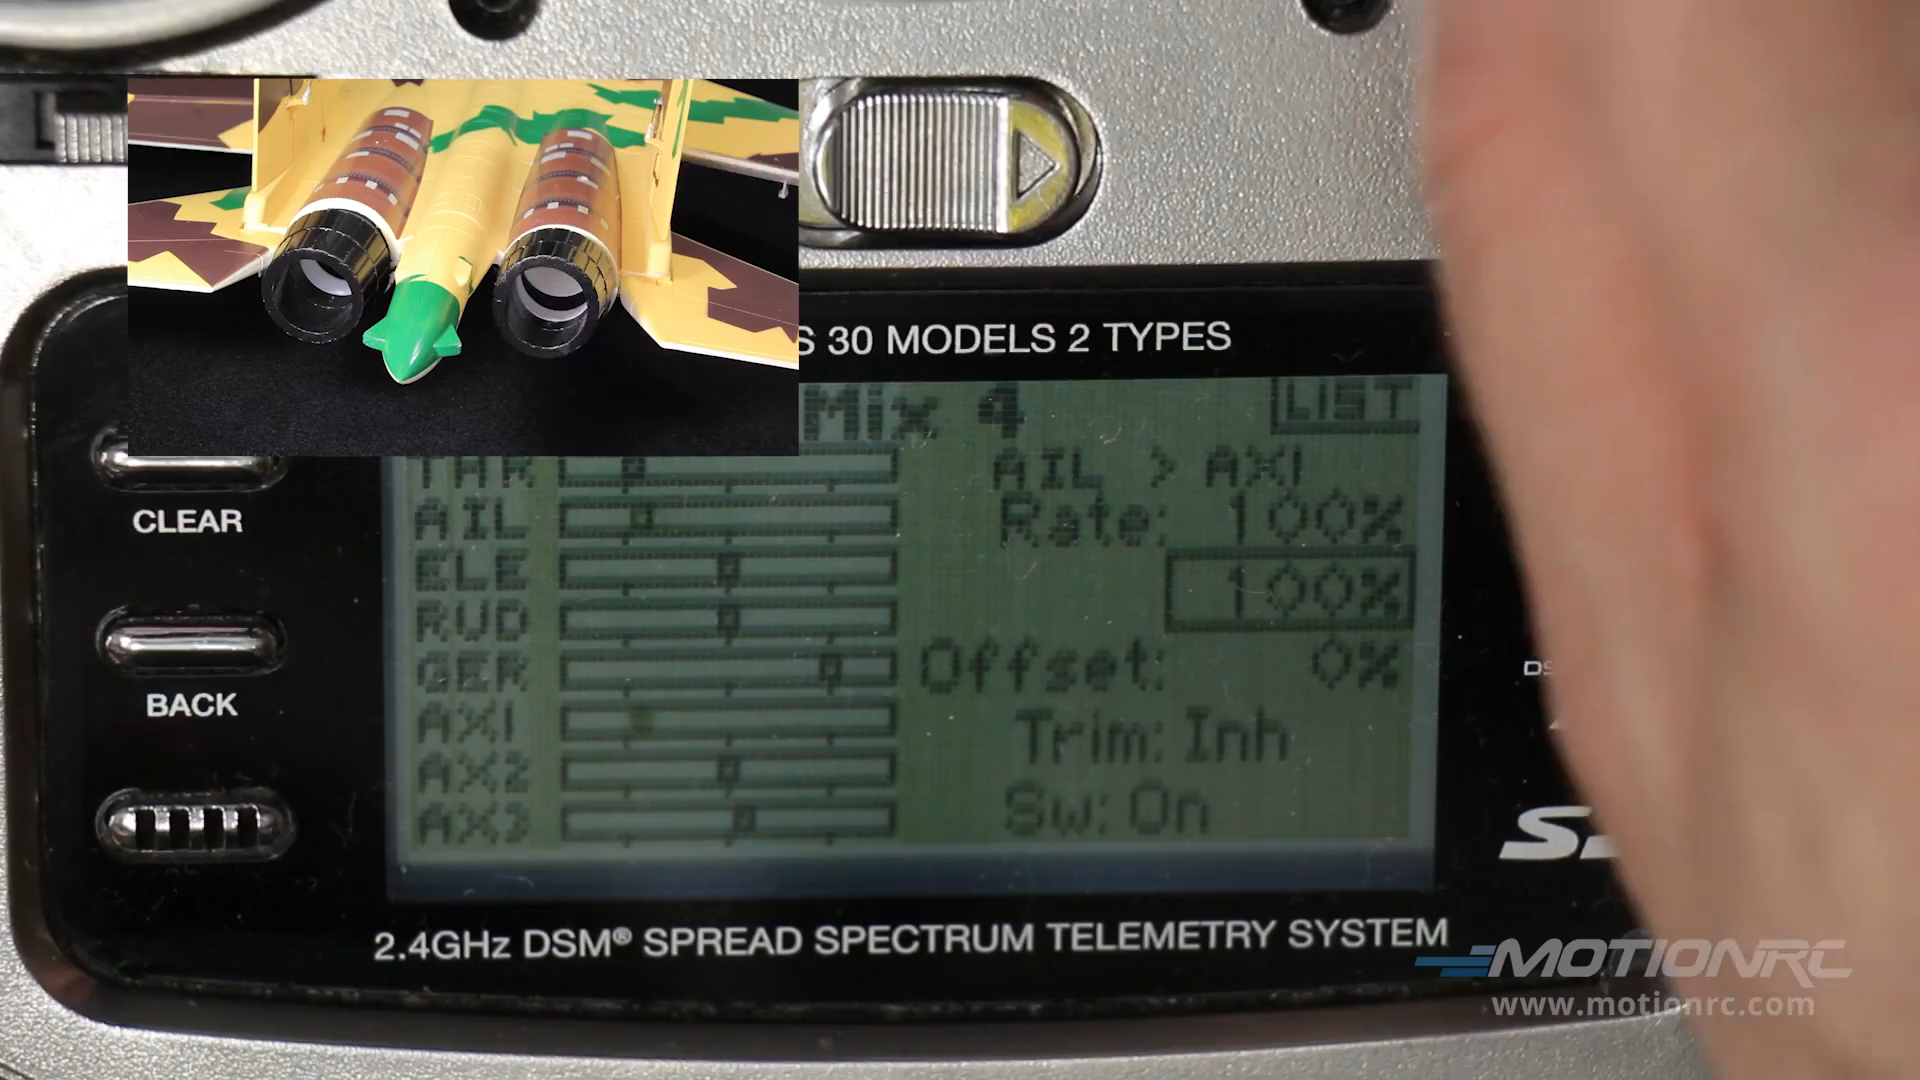 S 30 MODELS 2 TYPES
Mix 4
LIST
THR
AIL > AX1
AIL
Rate: 100%
ELE
100%
RUD
GER
Offset: 0%
AX1
Trim: Inh
AX2
AX3
Sw: On
CLEAR
BACK
2.4GHz DSM® SPREAD SPECTRUM TELEMETRY SYSTEM
MOTIONRC
www.motionrc.com